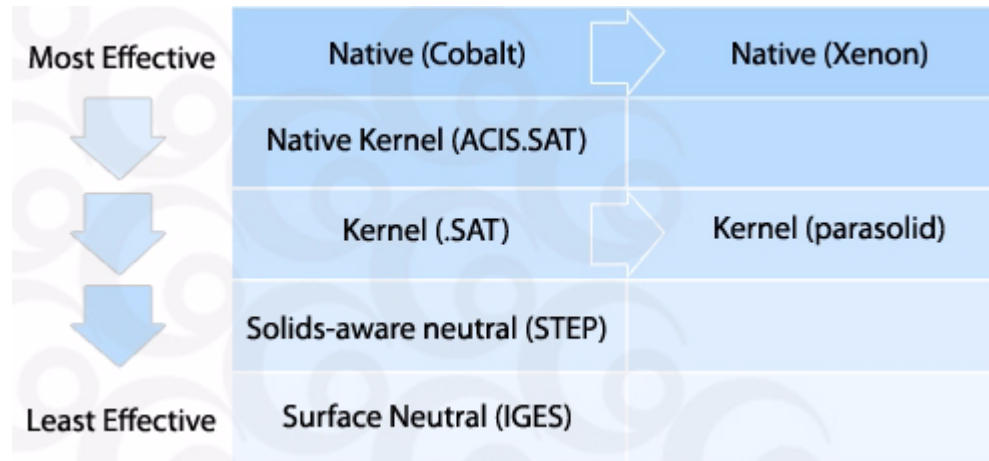 Most Effective
Native (Cobalt)
Native (Xenon)
Native Kernel (ACIS.SAT)
Kernel (.SAT)
Kernel (parasolid)
Solids-aware neutral (STEP)
Least Effective
Surface Neutral (IGES)